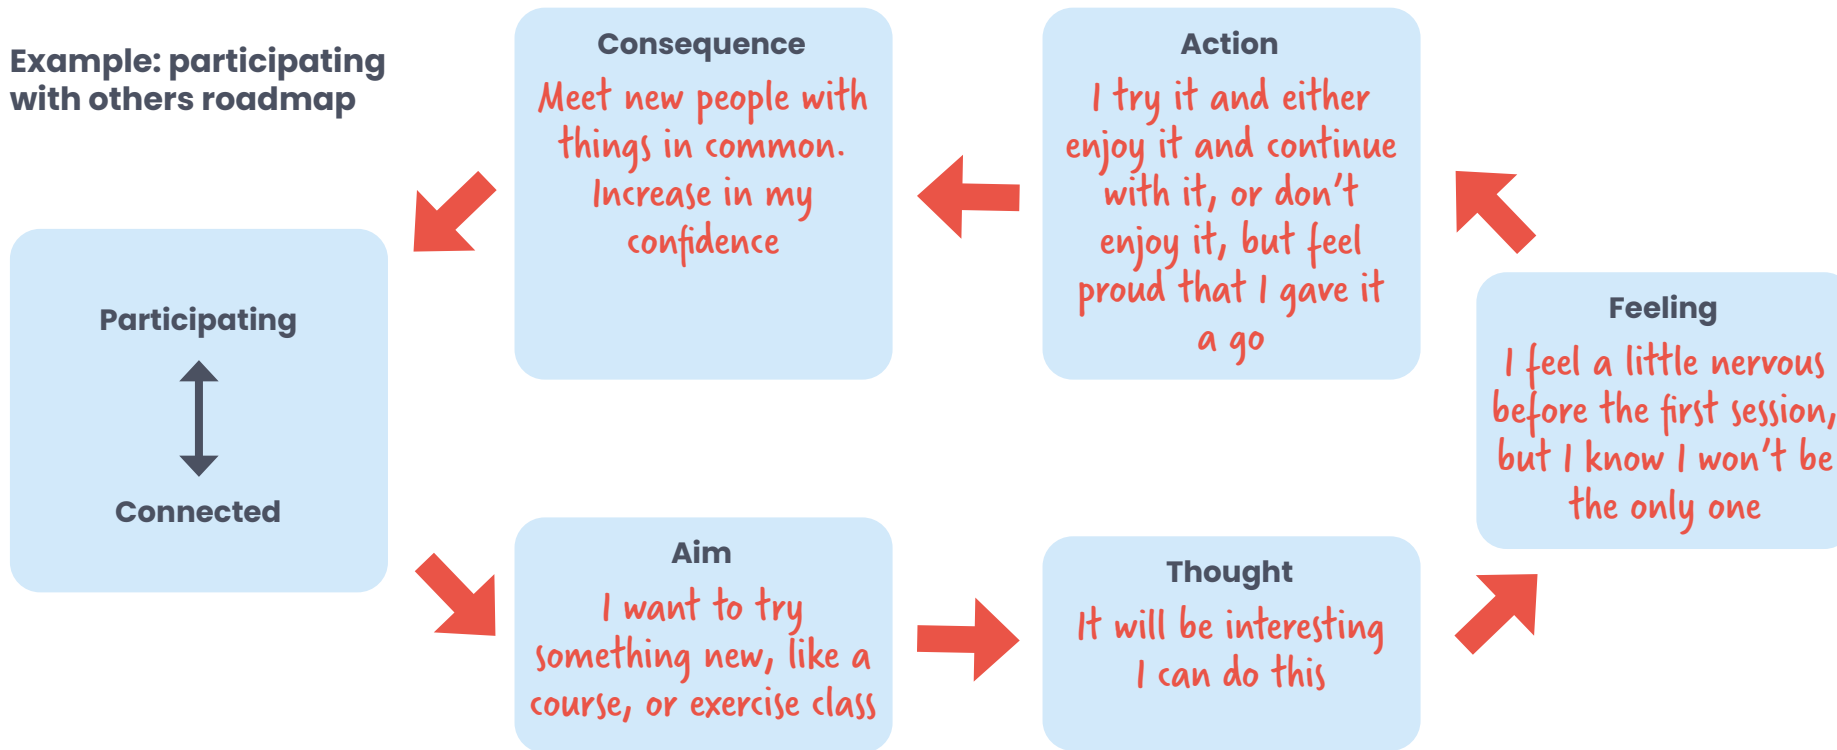 Example: participating
with others roadmap
Participating
Connected
Aim
I want to try
something new, like a
course, or exercise class
Thought
It will be interesting
I can do this
Feeling
I feel a little nervous
before the first session,
but I know I won't be
the only one
Action
I try it and either
enjoy it and continue
with it, or don't
enjoy it, but feel
proud that I gave it
a go
Consequence
Meet new people with
things in common.
Increase in my
confidence